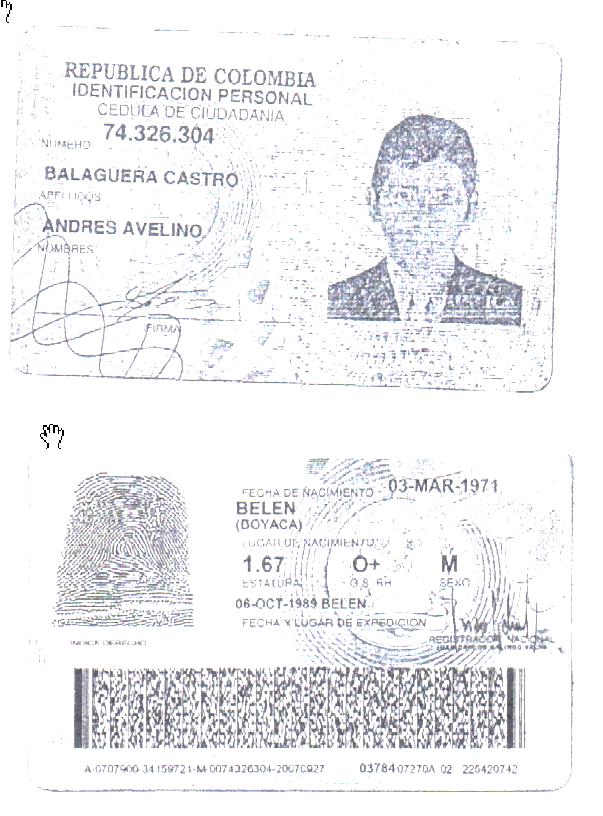 REPUBLICA DE COLOMBIA
IDENTIFICACION PERSONAL
CEDULA DE CIUDADANIA
74.326.304
NUMERO
BALAGUERA CASTRO
APELLIDOS
ANDRES AVELINO
NOMBRES
FIRMA
FECHA DE NACIMIENTO 03-MAR-1971
BELEN
(BOYACA)
LUGAR DE NACIMIENTO
1.67 O+ M
ESTATURA G.S. RH SEXO
06-OCT-1989 BELEN
FECHA Y LUGAR DE EXPEDICION
REGISTRADOR NACIONAL
INDICE DERECHO
A-0707900-34159721-M-0074326304-20070927 0378407270A 02 225420742